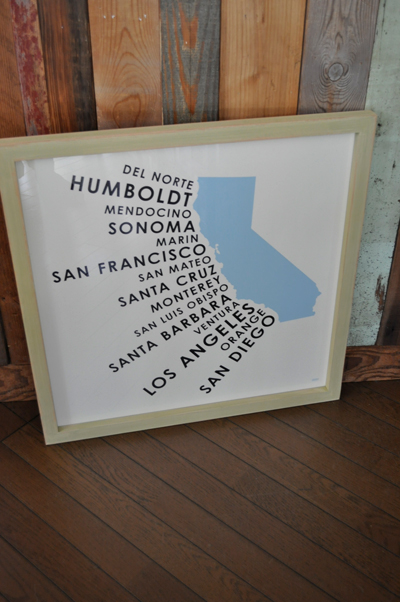 DEL NORTE
HUMBOLDT
MENDOCINO
SONOMA
MARIN
SAN FRANCISCO
SAN MATEO
SANTA CRUZ
MONTEREY
SAN LUIS OBISPO
SANTA BARBARA
VENTURA
LOS ANGELES
ORANGE
SAN DIEGO